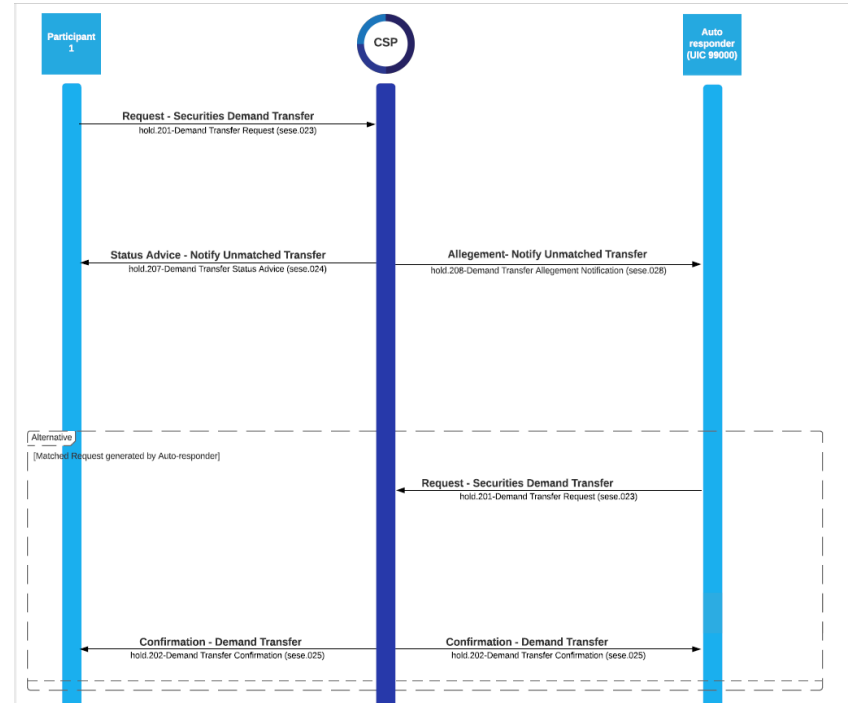 Participant
1
CSP
Auto
responder
(UIC 99000)
Request - Securities Demand Transfer
hold.201-Demand Transfer Request (sese.023)
Status Advice - Notify Unmatched Transfer
hold.207-Demand Transfer Status Advice (sese.024)
Allegement- Notify Unmatched Transfer
hold.208-Demand Transfer Allegement Notification (sese.028)
Alternative
[Matched Request generated by Auto-responder]
Request - Securities Demand Transfer
hold.201-Demand Transfer Request (sese.023)
Confirmation - Demand Transfer
hold.202-Demand Transfer Confirmation (sese.025)
Confirmation - Demand Transfer
hold.202-Demand Transfer Confirmation (sese.025)